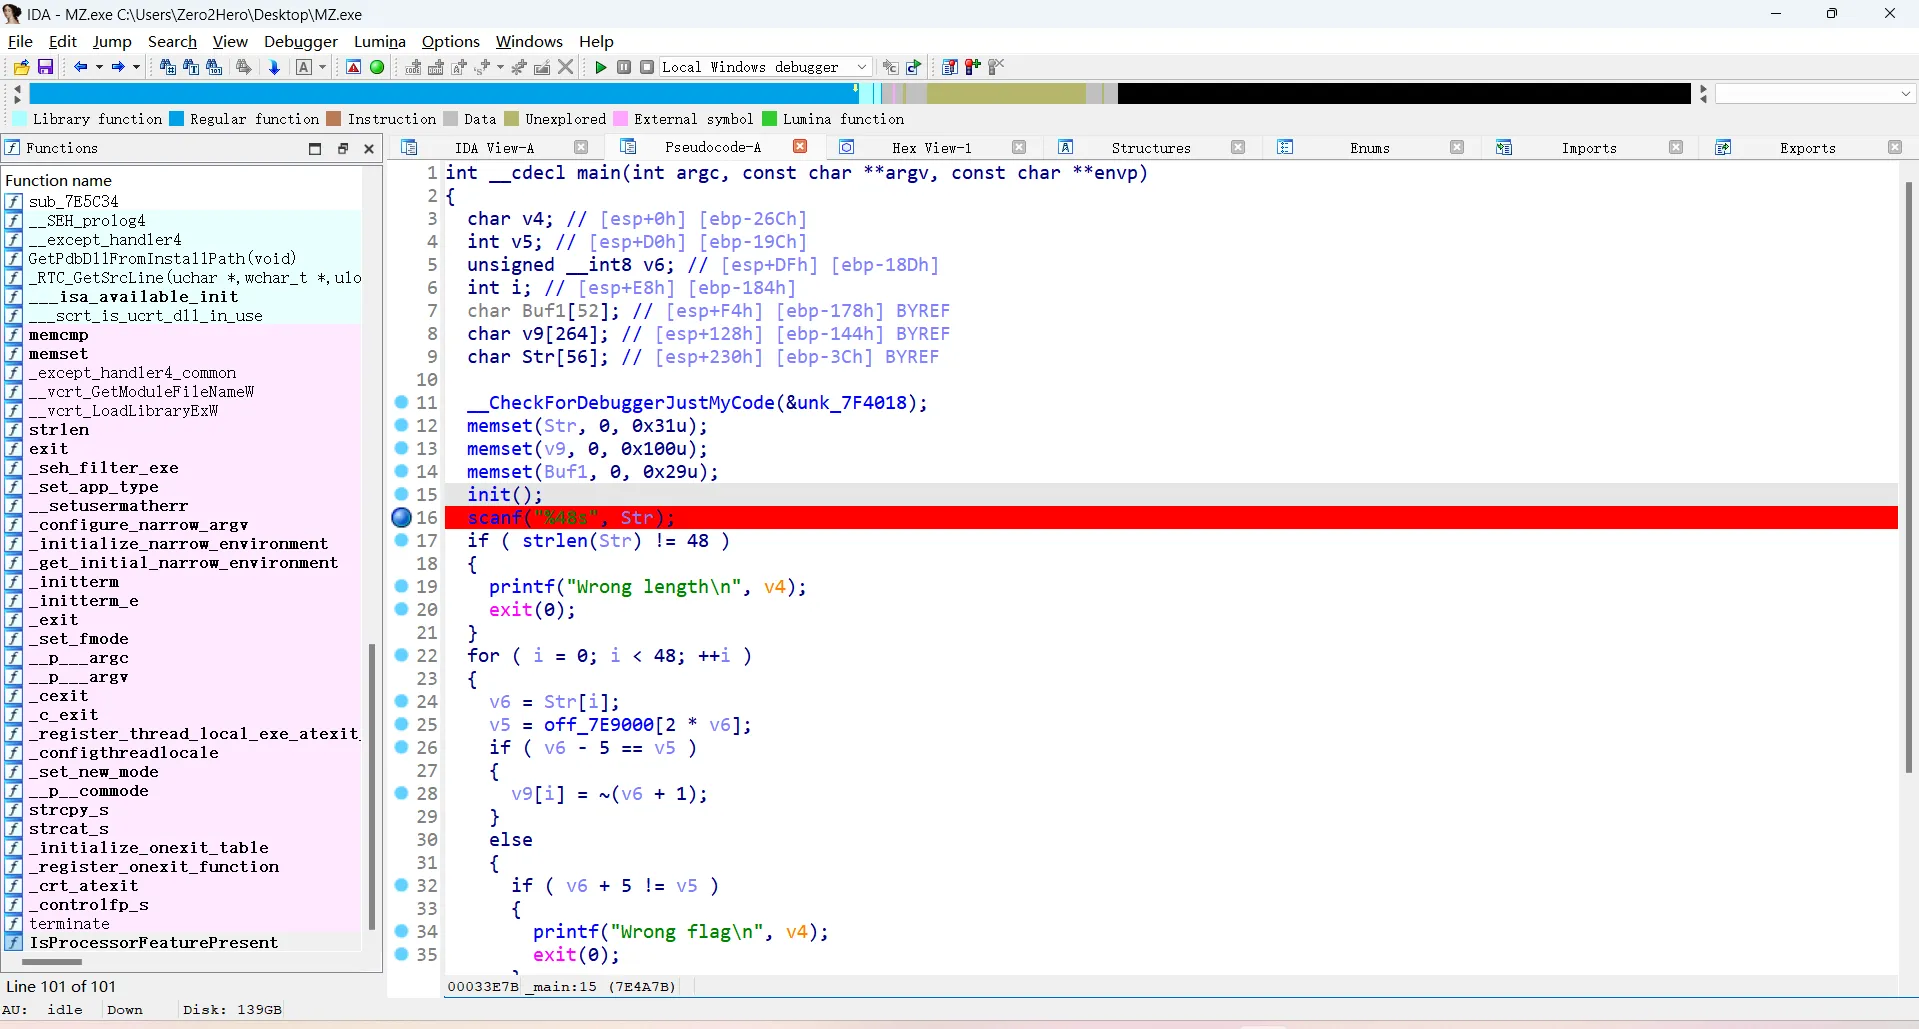 IDA - MZ.exe C:\Users\Zero2Hero\Desktop\MZ.exe
File Edit Jump Search View Debugger Lumina Options Windows Help
Local Windows debugger
Library function Regular function Instruction Data Unexplored External symbol Lumina function
Functions
IDA View-A Pseudocode-A Hex View-1 Structures Enums Imports Exports
Function name
sub_7E5C34
__SEH_prolog4
__except_handler4
GetPdbDllFromInstallPath(void)
_RTC_GetSrcLine(uchar *,wchar_t *,ulo
___isa_available_init
___scrt_is_ucrt_dll_in_use
memcmp
memset
_except_handler4_common
__vcrt_GetModuleFileNameW
__vcrt_LoadLibraryExW
strlen
exit
_seh_filter_exe
_set_app_type
__setusermatherr
_configure_narrow_argv
_initialize_narrow_environment
_get_initial_narrow_environment
_initterm
_initterm_e
_exit
_set_fmode
__p___argc
__p___argv
_cexit
_c_exit
_register_thread_local_exe_atexit_
_configthreadlocale
_set_new_mode
__p__commode
strcpy_s
strcat_s
_initialize_onexit_table
_register_onexit_function
_crt_atexit
_controlfp_s
terminate
IsProcessorFeaturePresent
Line 101 of 101
1 int __cdecl main(int argc, const char **argv, const char **envp)
2 {
3 char v4; // [esp+0h] [ebp-26Ch]
4 int v5; // [esp+D0h] [ebp-19Ch]
5 unsigned __int8 v6; // [esp+DFh] [ebp-18Dh]
6 int i; // [esp+E8h] [ebp-184h]
7 char Buf1[52]; // [esp+F4h] [ebp-178h] BYREF
8 char v9[264]; // [esp+128h] [ebp-144h] BYREF
9 char Str[56]; // [esp+230h] [ebp-3Ch] BYREF
10
11 __CheckForDebuggerJustMyCode(&unk_7F4018);
12 memset(Str, 0, 0x31u);
13 memset(v9, 0, 0x100u);
14 memset(Buf1, 0, 0x29u);
15 init();
16 scanf("%48s", Str);
17 if ( strlen(Str) != 48 )
18 {
19 printf("Wrong length\n", v4);
20 exit(0);
21 }
22 for ( i = 0; i < 48; ++i )
23 {
24 v6 = Str[i];
25 v5 = off_7E9000[2 * v6];
26 if ( v6 - 5 == v5 )
27 {
28 v9[i] = ~(v6 + 1);
29 }
30 else
31 {
32 if ( v6 + 5 != v5 )
33 {
34 printf("Wrong flag\n", v4);
35 exit(0);
00033E7B _main:15 (7E4A7B)
AU: idle Down Disk: 139GB